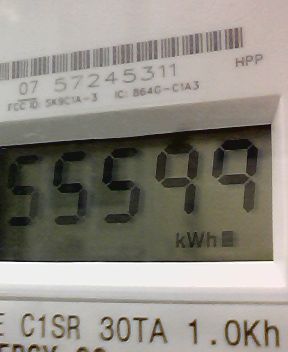 HPP
07 57245311
FCC ID: SK9C1A-3 IC: 864G-C1A3
55599
kWh
E C1SR 30TA 1.0Kh